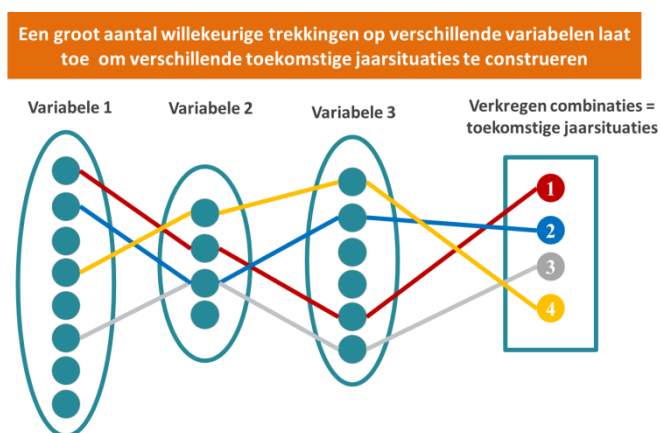 Een groot aantal willekeurige trekkingen op verschillende variabelen laat
toe om verschillende toekomstige jaarsituaties te construeren
Variabele 1
Variabele 2
Variabele 3
Verkregen combinaties =
toekomstige jaarsituaties
1
2
3
4